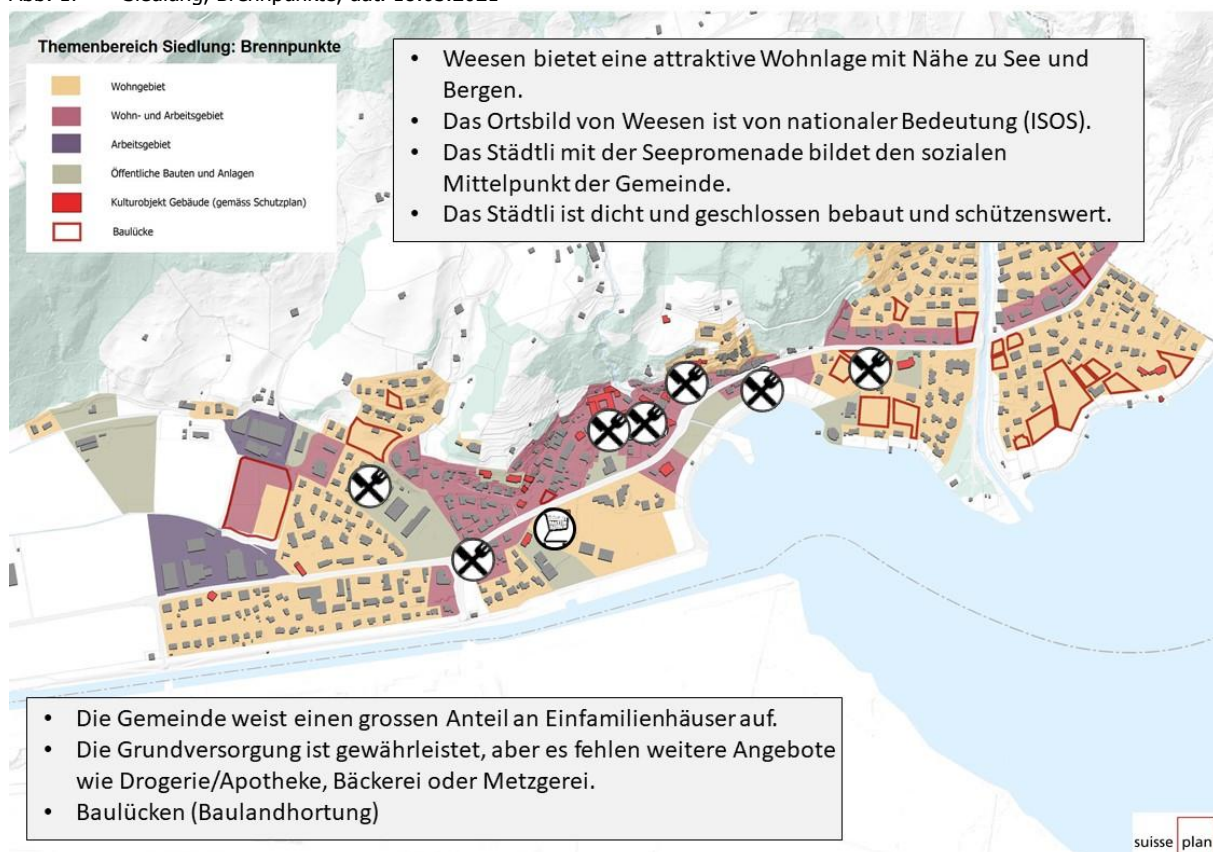 Themenbereich Siedlung: Brennpunkte
Wohngebiet
Wohn- und Arbeitsgebiet
Arbeitsgebiet
Öffentliche Bauten und Anlagen
Kulturobjekt Gebäude (gemäss Schutzplan)
Baulücke
• Weesen bietet eine attraktive Wohnlage mit Nähe zu See und
Bergen.
• Das Ortsbild von Weesen ist von nationaler Bedeutung (ISOS).
• Das Städtli mit der Seepromenade bildet den sozialen
Mittelpunkt der Gemeinde.
• Das Städtli ist dicht und geschlossen bebaut und schützenswert.
• Die Gemeinde weist einen grossen Anteil an Einfamilienhäuser auf.
• Die Grundversorgung ist gewährleistet, aber es fehlen weitere Angebote
wie Drogerie/Apotheke, Bäckerei oder Metzgerei.
• Baulücken (Baulandhortung)
suisse plan